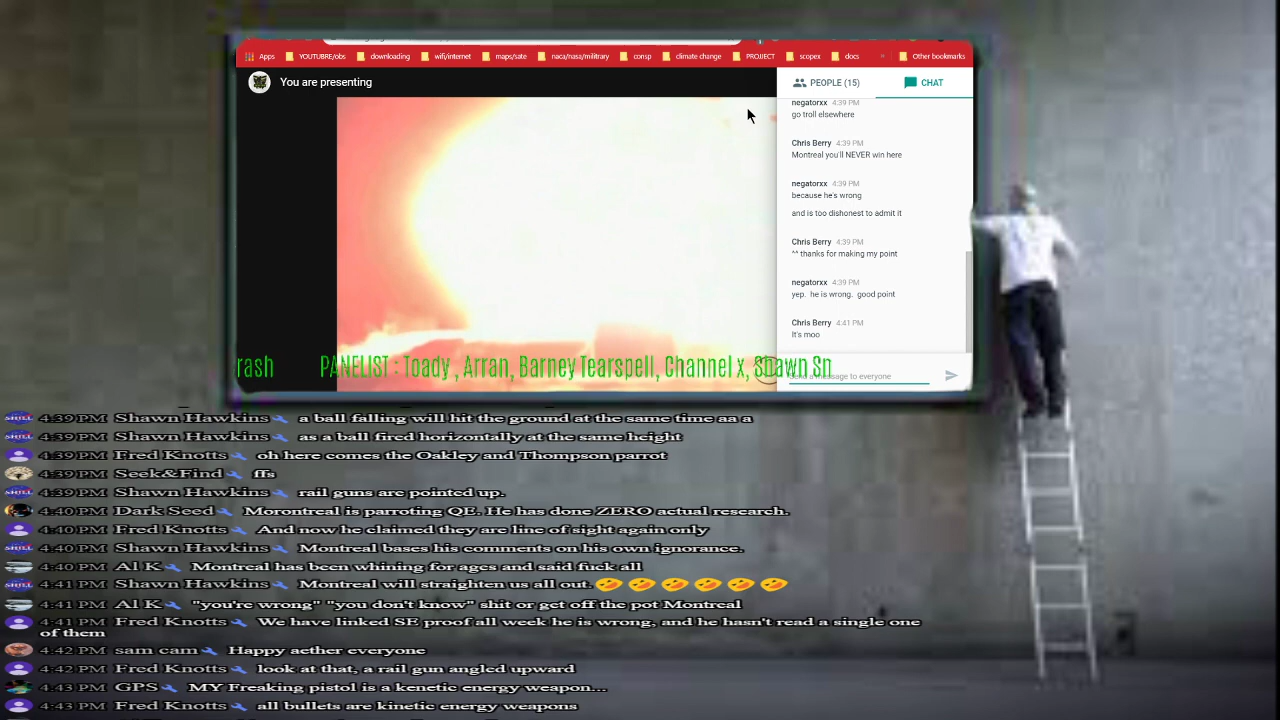 Apps YOUTUBRE/obs downloading wifi/internet maps/sate naca/nasa/militrary consp climate change PROJECT scopex docs Other bookmarks
You are presenting
PEOPLE (15) CHAT
negatorxx 4:39 PM
go troll elsewhere
Chris Berry 4:39 PM
Montreal you'll NEVER win here
negatorxx 4:39 PM
because he's wrong
and is too dishonest to admit it
Chris Berry 4:39 PM
^^ thanks for making my point
negatorxx 4:39 PM
yep. he is wrong. good point
Chris Berry 4:41 PM
It's moo
message to everyone
rash PANELIST : Toady , Arran, Barney Tearspell, Channel x, Shawn Sn
4:39 PM Shawn Hawkins a ball falling will hit the ground at the same time aa a
4:39 PM Shawn Hawkins as a ball fired horizontally at the same height
4:39 PM Fred Knotts oh here comes the Oakley and Thompson parrot
4:39 PM Seek&Find ffs
4:39 PM Shawn Hawkins rail guns are pointed up.
4:40 PM Dark Seed Morontreal is parroting QE. He has done ZERO actual research.
4:40 PM Fred Knotts And now he claimed they are line of sight again only
4:40 PM Shawn Hawkins Montreal bases his comments on his own ignorance.
4:40 PM Al K Montreal has been whining for ages and said fuck all
4:41 PM Shawn Hawkins Montreal will straighten us all out.
4:41 PM Al K "you're wrong" "you don't know" shit or get off the pot Montreal
4:41 PM Fred Knotts We have linked SE proof all week he is wrong, and he hasn't read a single one
of them
4:42 PM sam cam Happy aether everyone
4:42 PM Fred Knotts look at that, a rail gun angled upward
4:43 PM GPS MY Freaking pistol is a kenetic energy weapon...
4:43 PM Fred Knotts all bullets are kinetic energy weapons